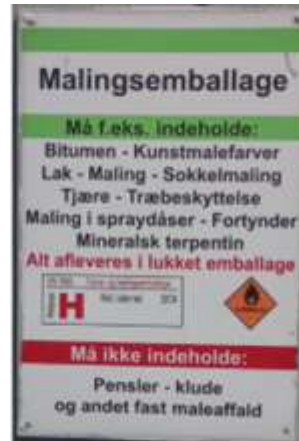 Malingsemballage
Må f.eks. indeholde:
Bitumen - Kunstmalefarver
Lak - Maling - Sokkelmaling
Tjære - Træbeskyttelse
Maling i spraydåser - Fortynder
Mineralsk terpentin
Alt afleveres i lukket emballage
H
Må ikke indeholde:
Pensler - klude
og andet fast maleaffald